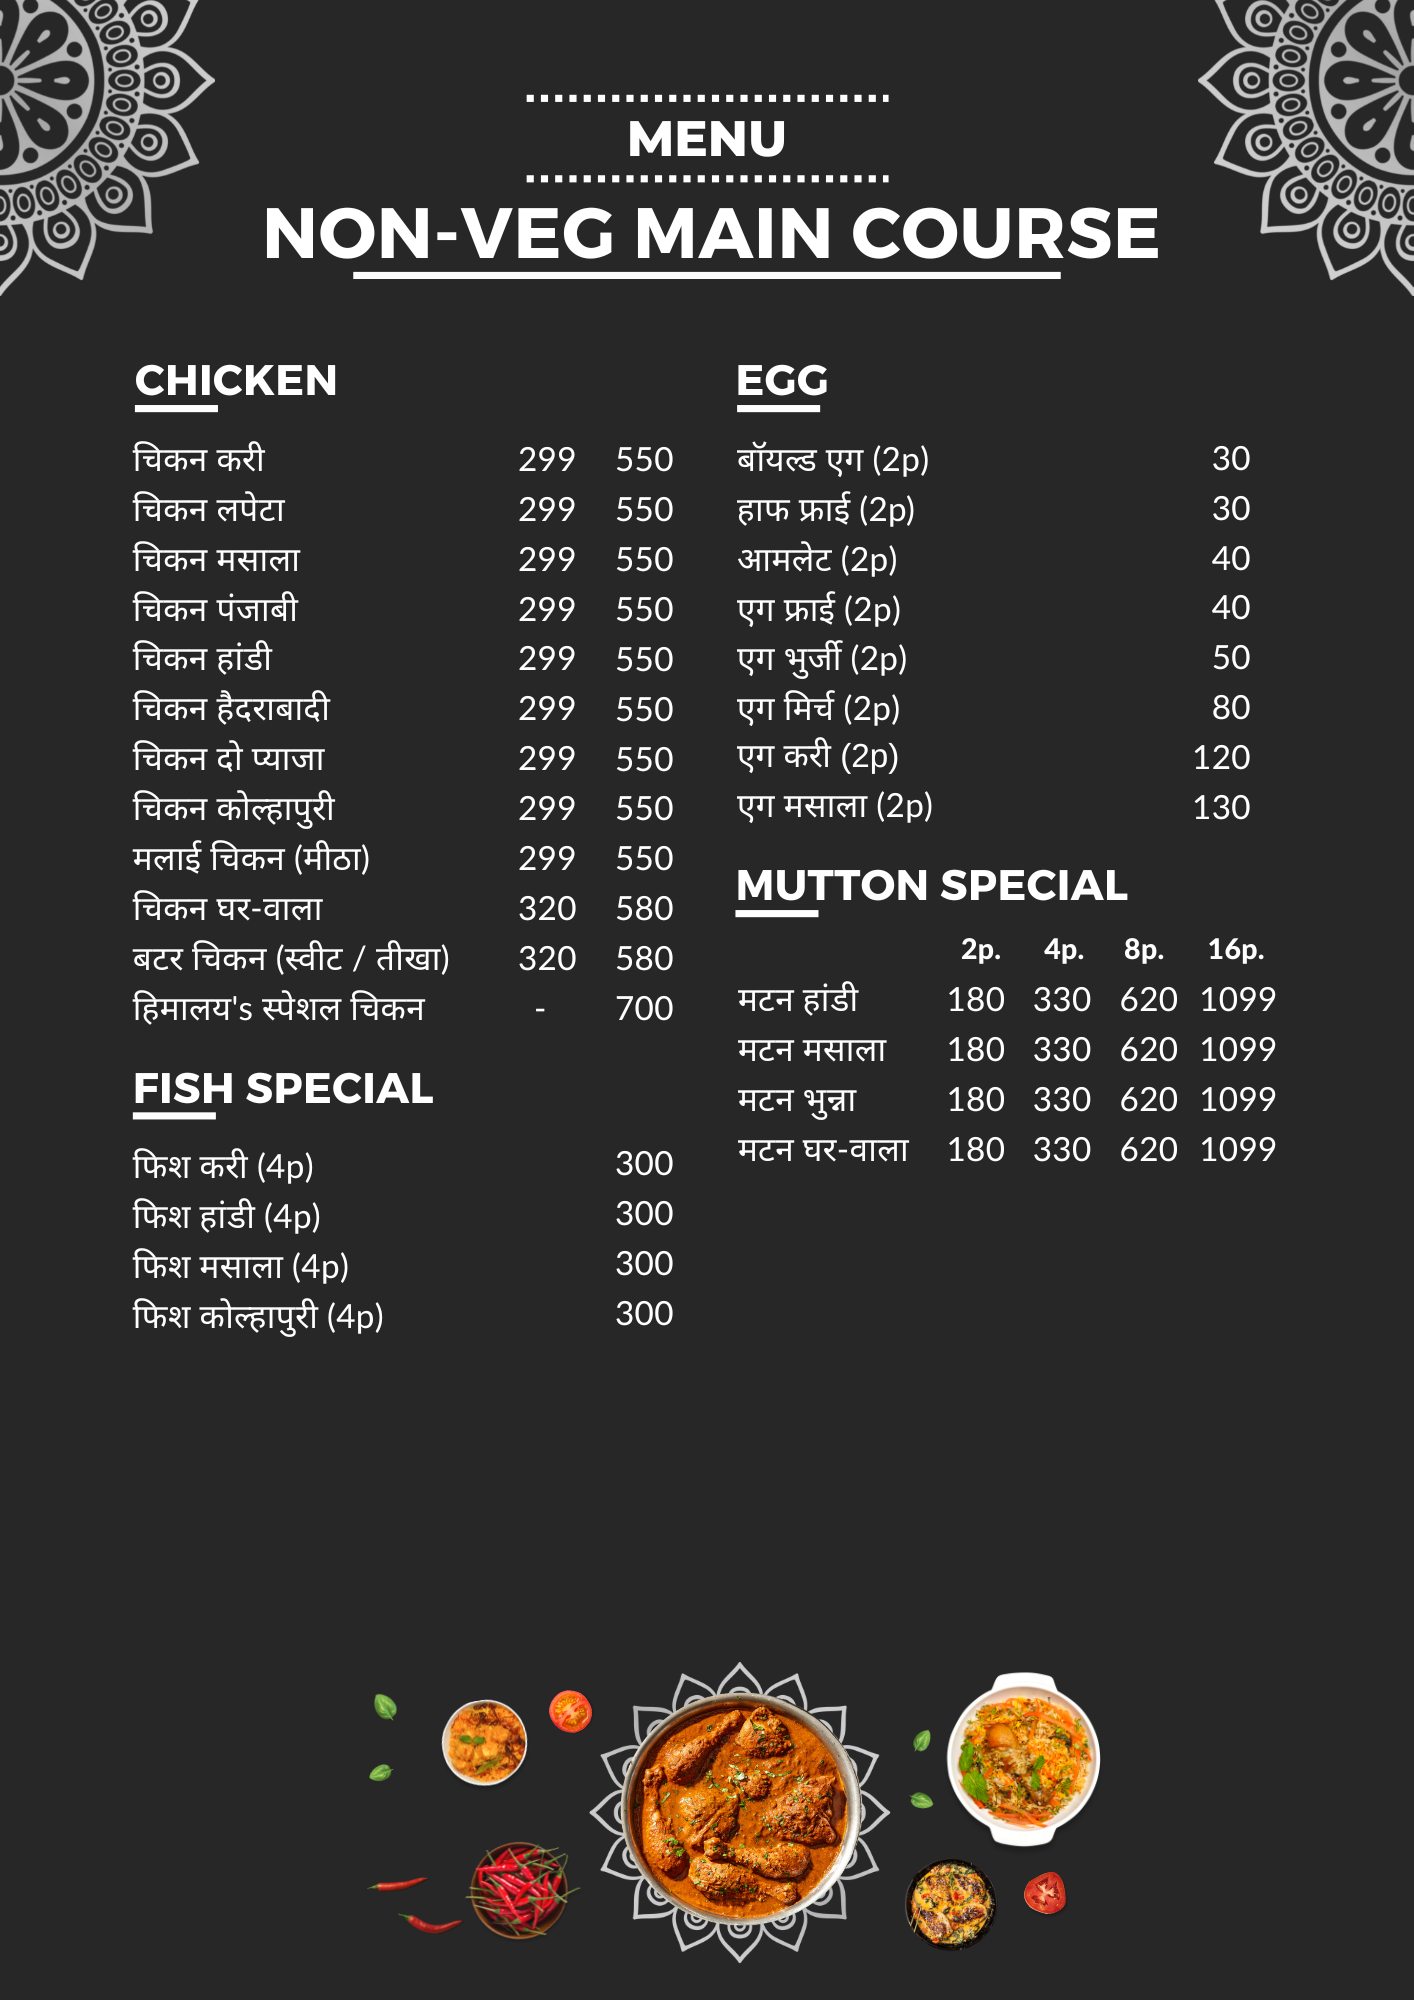 MENU
NON-VEG MAIN COURSE
CHICKEN
चिकन करी 299 550
चिकन लपेटा 299 550
चिकन मसाला 299 550
चिकन पंजाबी 299 550
चिकन हांडी 299 550
चिकन हैदराबादी 299 550
चिकन दो प्याजा 299 550
चिकन कोल्हापुरी 299 550
मलाई चिकन (मीठा) 299 550
चिकन घर-वाला 320 580
बटर चिकन (स्वीट / तीखा) 320 580
हिमालय's स्पेशल चिकन - 700
FISH SPECIAL
फिश करी (4p) 300
फिश हांडी (4p) 300
फिश मसाला (4p) 300
फिश कोल्हापुरी (4p) 300
EGG
बॉयल्ड एग (2p) 30
हाफ फ्राई (2p) 30
आमलेट (2p) 40
एग फ्राई (2p) 40
एग भुर्जी (2p) 50
एग मिर्च (2p) 80
एग करी (2p) 120
एग मसाला (2p) 130
MUTTON SPECIAL
2p. 4p. 8p. 16p.
मटन हांडी 180 330 620 1099
मटन मसाला 180 330 620 1099
मटन भुन्ना 180 330 620 1099
मटन घर-वाला 180 330 620 1099